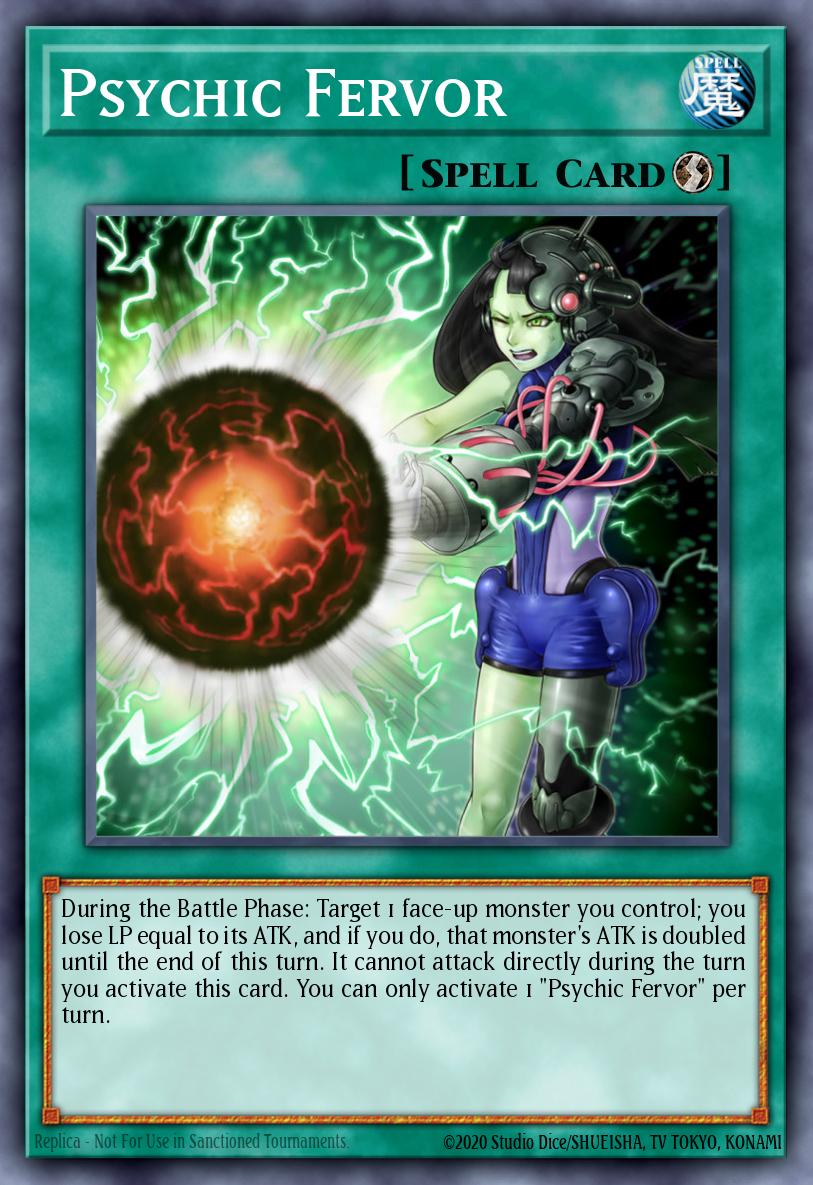 PSYCHIC FERVOR
SPELL
魔
[SPELL CARD]
During the Battle Phase: Target 1 face-up monster you control; you
lose LP equal to its ATK, and if you do, that monster's ATK is doubled
until the end of this turn. It cannot attack directly during the turn
you activate this card. You can only activate 1 "Psychic Fervor" per
turn.
Replica - Not For Use in Sanctioned Tournaments.
©2020 Studio Dice/SHUEISHA, TV TOKYO, KONAMI